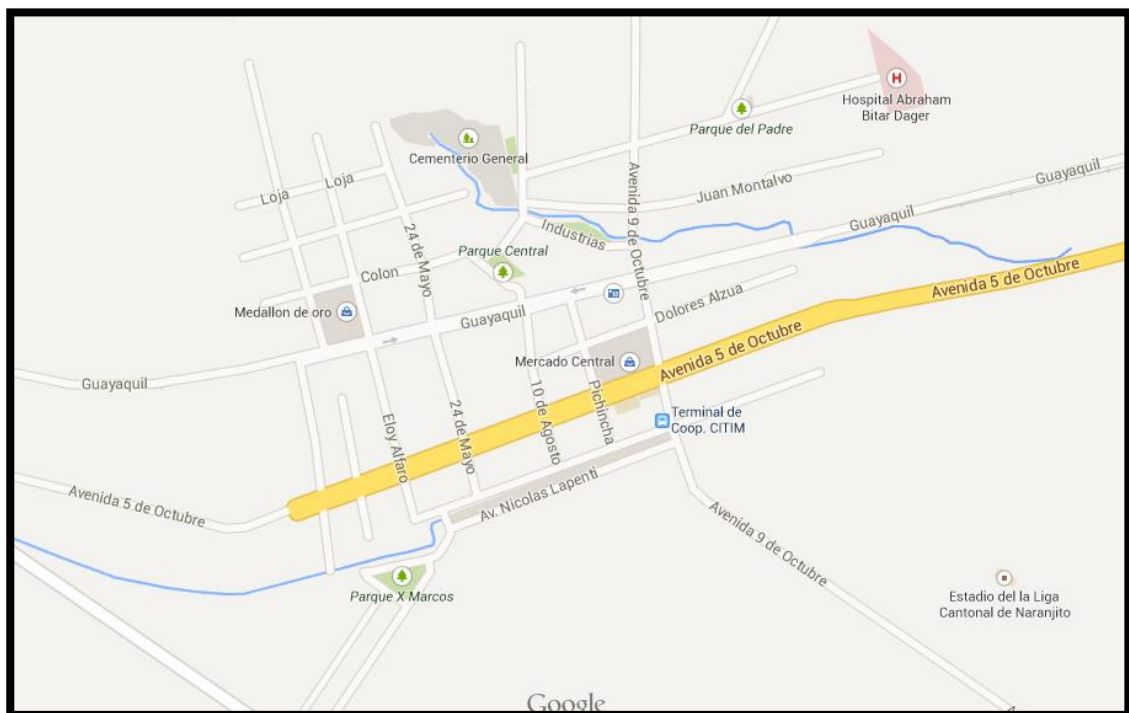 H
Hospital Abraham
Bitar Dager
Parque del Padre
Cementerio General
Loja
Loja
Juan Montalvo
Guayaquil
Avenida 9 de Octubre
Guayaquil
Industrias
24 de Mayo
Parque Central
Colon
Avenida 5 de Octubre
Dolores Alzua
Medallon de oro
Guayaquil
Avenida 5 de Octubre
Mercado Central
Guayaquil
Pichincha
10 de Agosto
24 de Mayo
Eloy Alfaro
Terminal de
Coop. CITIM
Av. Nicolas Lapenti
Avenida 5 de Octubre
Avenida 9 de Octubre
Parque X Marcos
Estadio del la Liga
Cantonal de Naranjito
Google